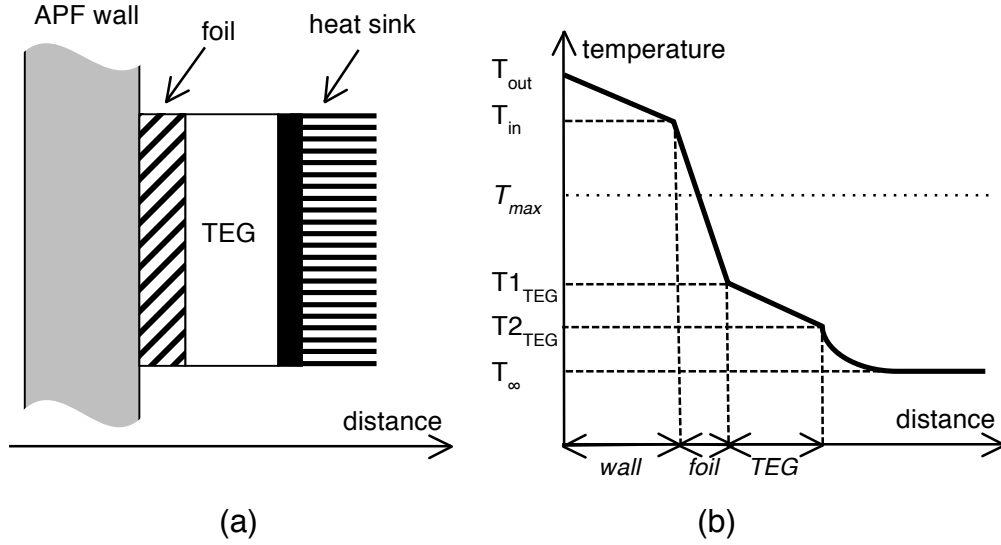 APF wall
foil
heat sink
TEG
distance
(a)
temperature
T_out
T_in
T_max
T1_TEG
T2_TEG
T_∞
distance
wall
foil
TEG
(b)